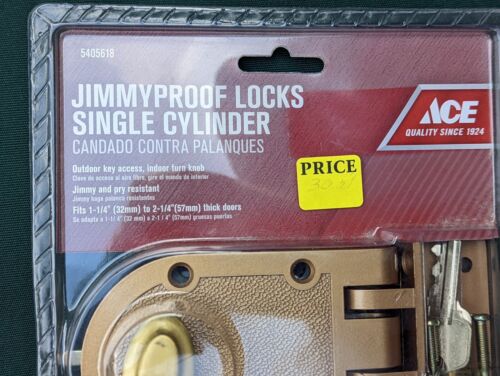 5405618
JIMMYPROOF LOCKS
SINGLE CYLINDER
CANDADO CONTRA PALANQUES
Outdoor key access, indoor turn knob
Clave de acceso al aire libre, gire el mando de interior
Jimmy and pry resistant
Jimmy haga palanca resistentes
Fits 1-1/4" (32mm) to 2-1/4"(57mm) thick doors
Se adapta a 1-1/4" (32 mm) a 2-1/4" (57mm) gruesas puertas
ACE
QUALITY SINCE 1924
PRICE